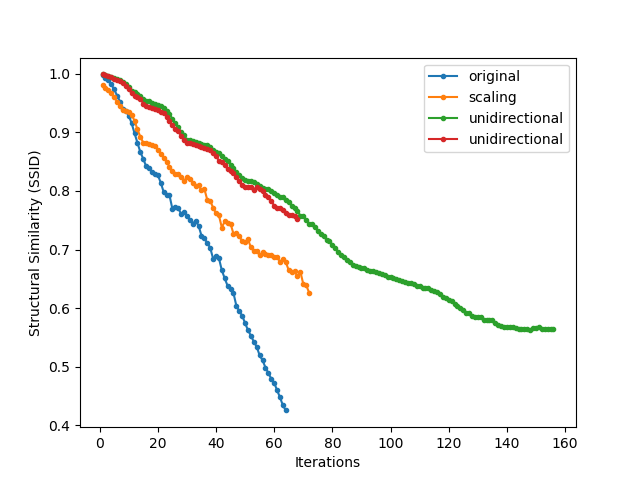 original
scaling
unidirectional
unidirectional
Structural Similarity (SSID)
1.0
0.9
0.8
0.7
0.6
0.5
0.4
0 20 40 60 80 100 120 140 160
Iterations